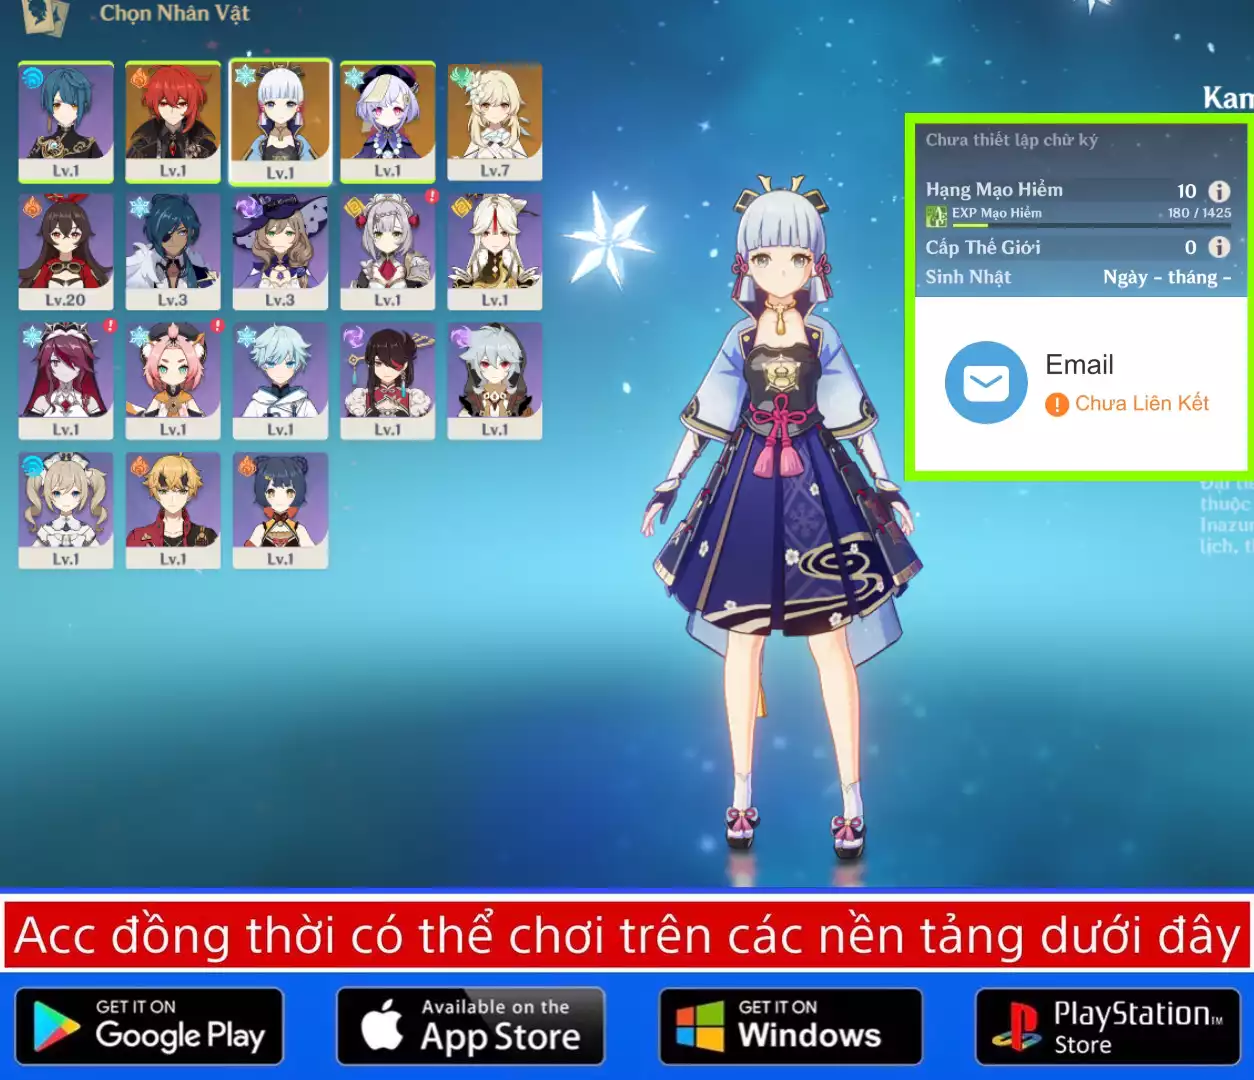 Chọn Nhân Vật
Kam
Lv.1
Lv.1
Lv.1
Lv.1
Lv.7
Chưa thiết lập chữ ký
Hạng Mạo Hiểm 10
EXP Mạo Hiểm 180 / 1425
Cấp Thế Giới 0
Sinh Nhật Ngày - tháng -
Lv.20
Lv.3
Lv.3
Lv.1
Lv.1
Email
Chưa Liên Kết
Lv.1
Lv.1
Lv.1
Lv.1
Lv.1
thuộc
Inazu
lịch, t
Lv.1
Lv.1
Lv.1
Acc đồng thời có thể chơi trên các nền tảng dưới đây
GET IT ON
Google Play
Available on the
App Store
GET IT ON
Windows
PlayStation™
Store